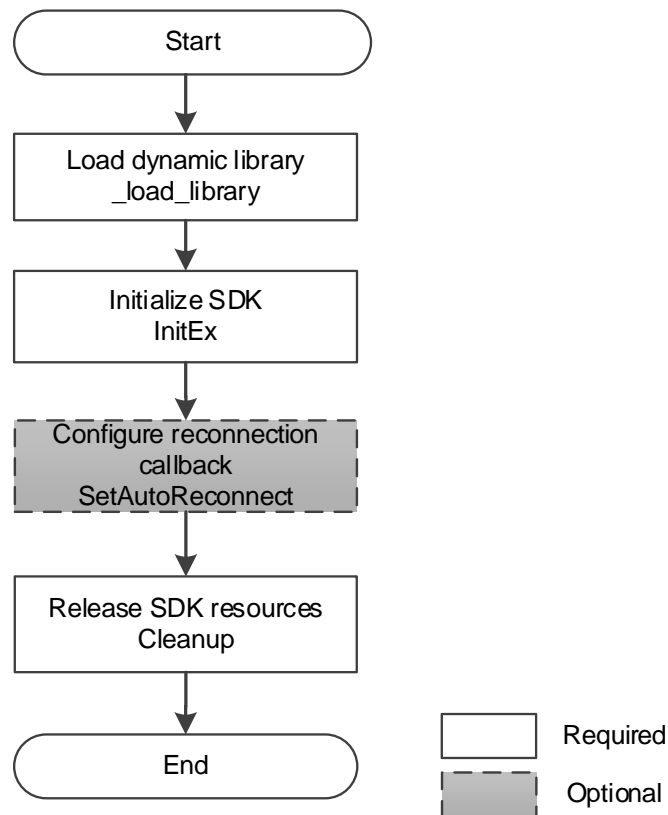 Start
Load dynamic library
_load_library
Initialize SDK
InitEx
Configure reconnection
callback
SetAutoReconnect
Release SDK resources
Cleanup
End
Required
Optional